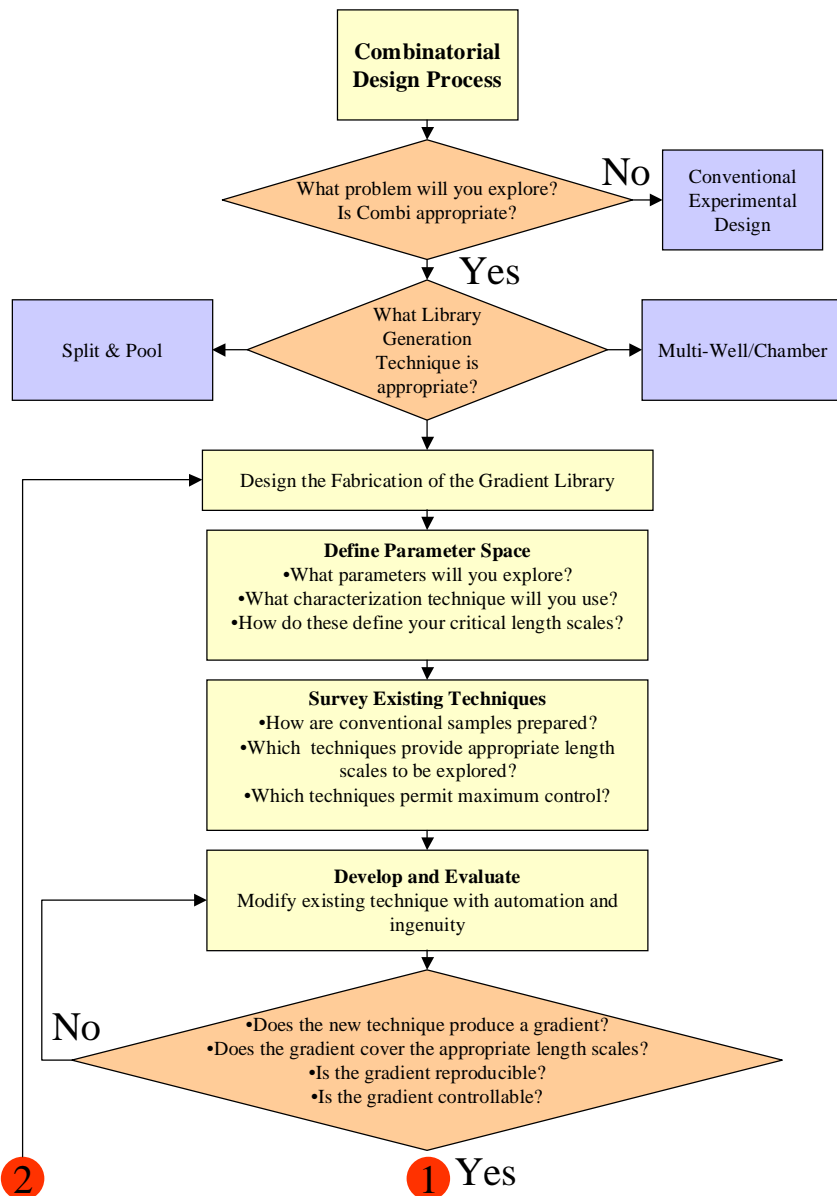 Combinatorial
Design Process
What problem will you explore?
Is Combi appropriate?
No
Conventional
Experimental
Design
Yes
Split & Pool
What Library
Generation
Technique is
appropriate?
Multi-Well/Chamber
Design the Fabrication of the Gradient Library
Define Parameter Space
•What parameters will you explore?
•What characterization technique will you use?
•How do these define your critical length scales?
Survey Existing Techniques
•How are conventional samples prepared?
•Which techniques provide appropriate length
scales to be explored?
•Which techniques permit maximum control?
Develop and Evaluate
Modify existing technique with automation and
ingenuity
No
•Does the new technique produce a gradient?
•Does the gradient cover the appropriate length scales?
•Is the gradient reproducible?
•Is the gradient controllable?
2
1
Yes